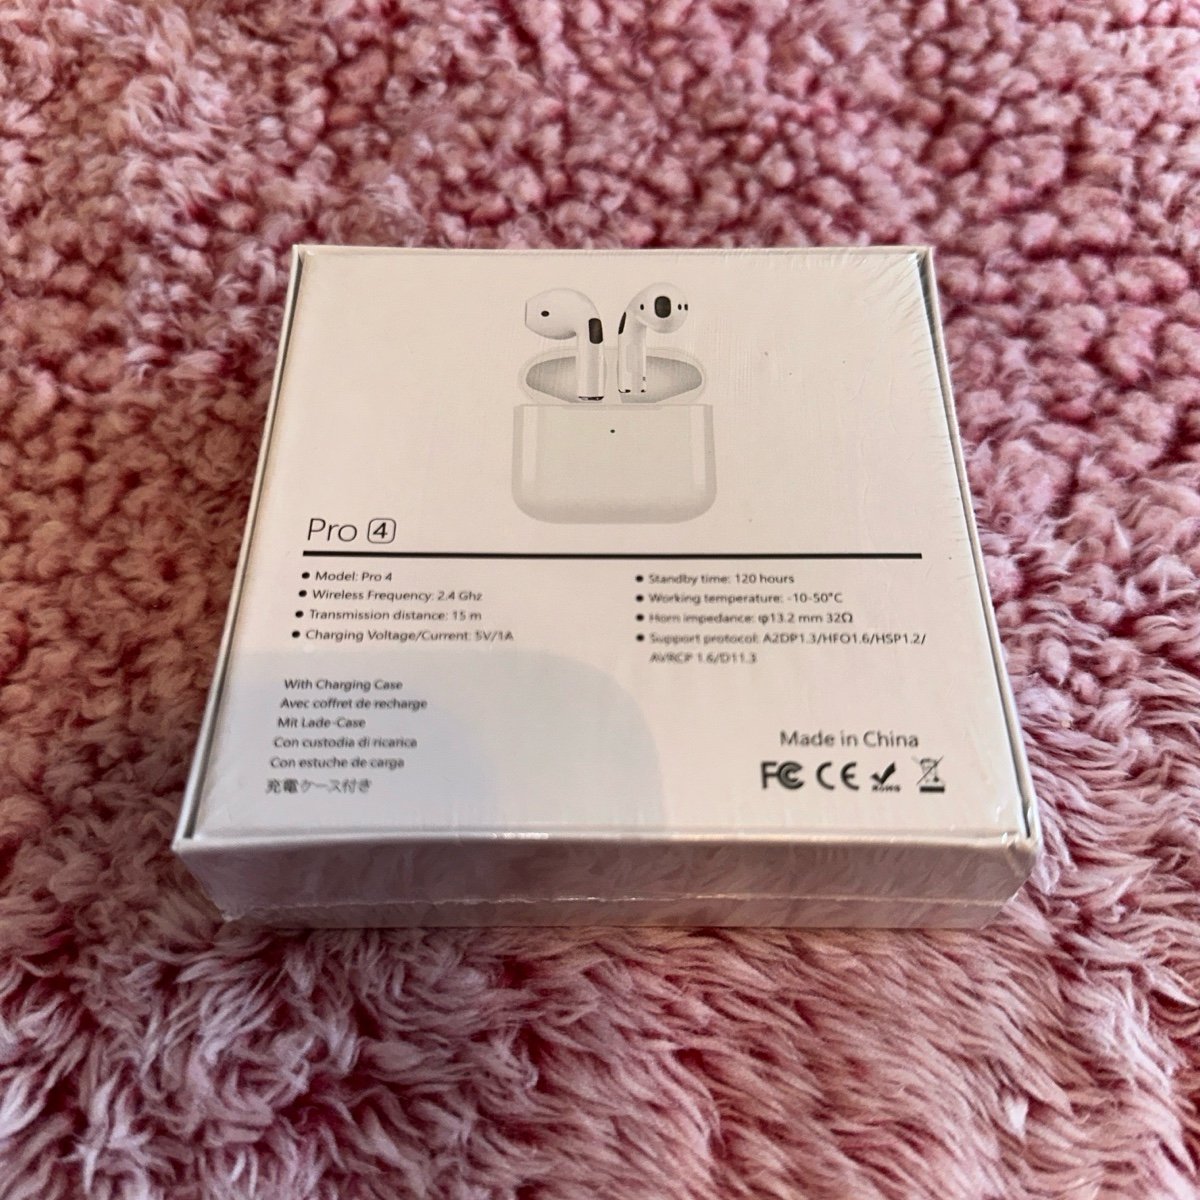 Pro 4
Model: Pro 4
Wireless Frequency: 2.4 Ghz
Transmission distance: 15 m
Charging Voltage/Current: 5V/1A
Standby time: 120 hours
Working temperature: -10-50°C
Horn impedance: φ13.2 mm 32Ω
Support protocol: A2DP1.3/HFO1.6/HSP1.2/
AVRCP 1.6/D11.3
With Charging Case
Avec coffret de recharge
Mit Lade-Case
Con custodia di ricarica
Con estuche de carga
充電ケース付き
Made in China
FC CE RoHS